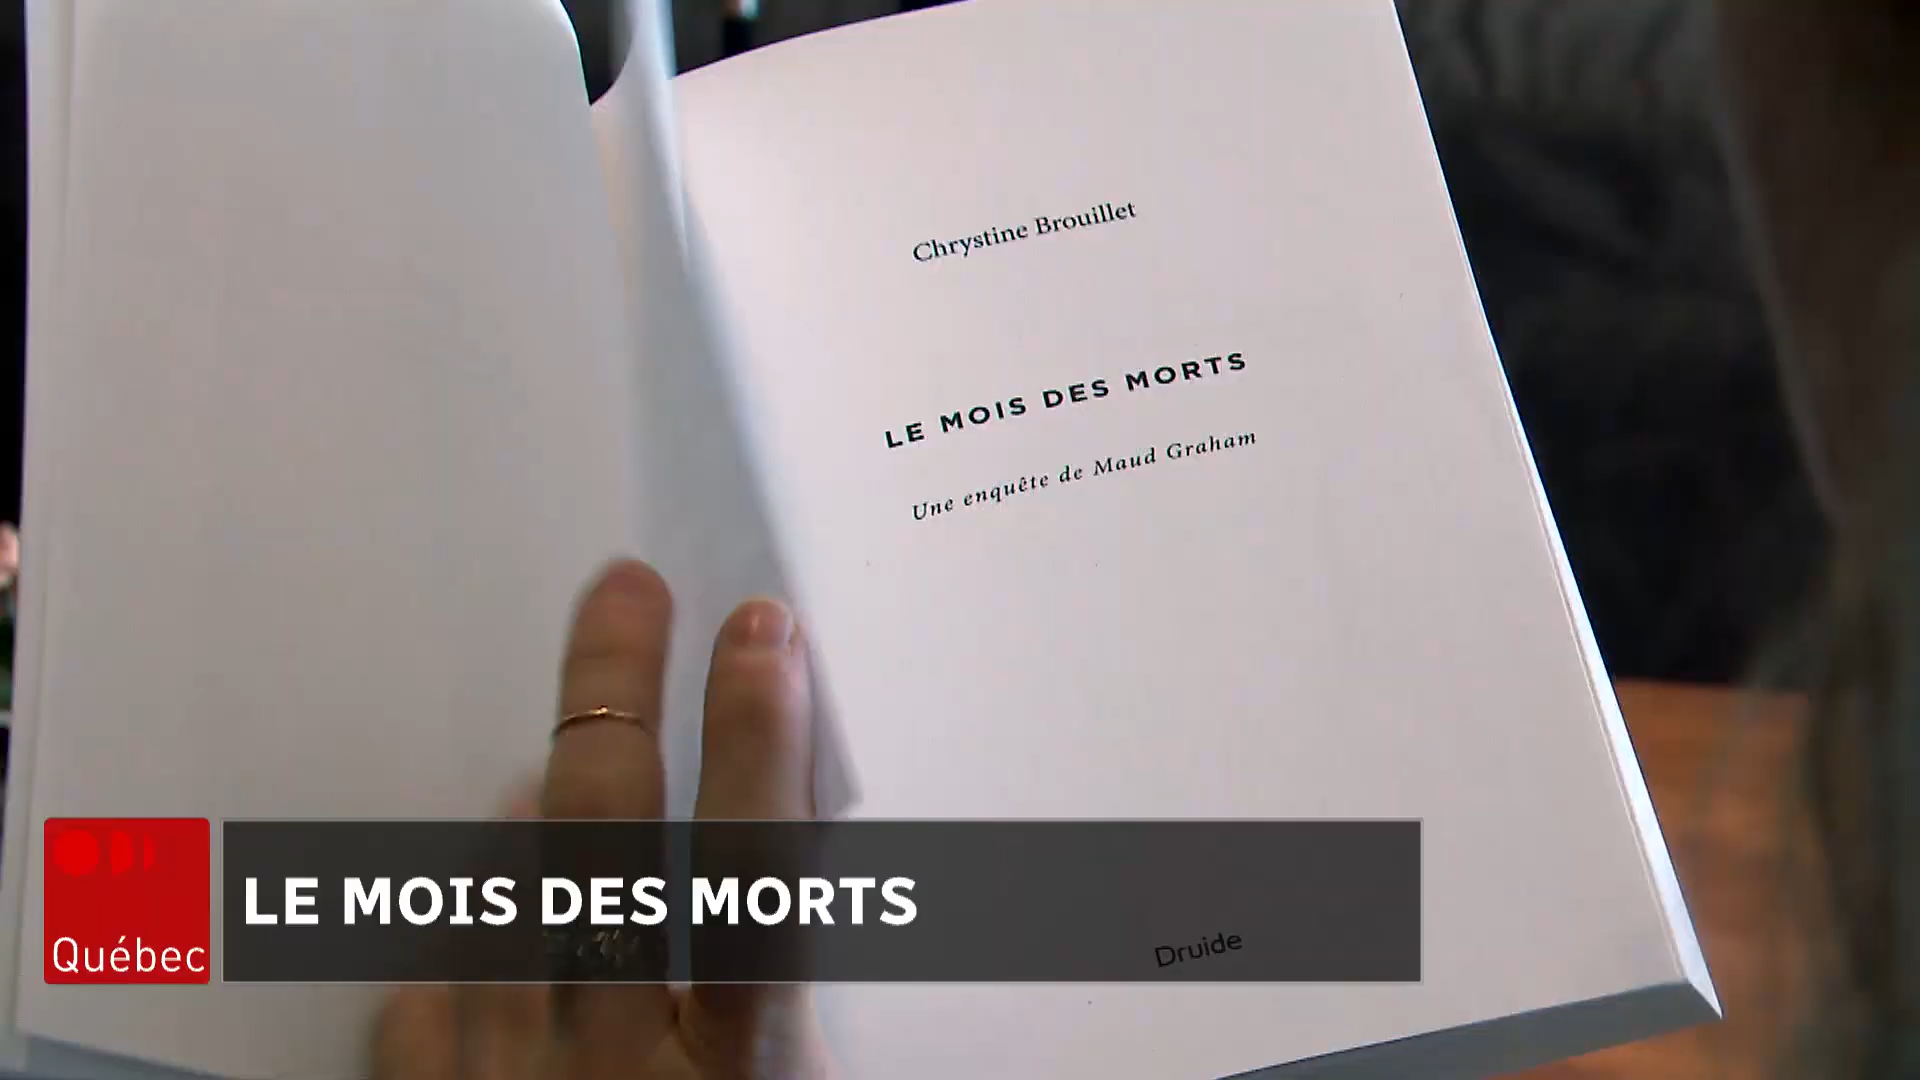 Chrystine Brouillet
LE MOIS DES MORTS
Une enquête de Maud Graham
Druide
LE MOIS DES MORTS
Québec